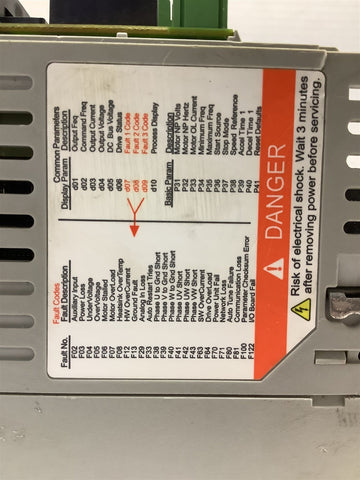 Common Parameters
Display Param Description
d01 Output Freq
d02 Command Freq
d03 Output Current
d04 Output Voltage
d05 DC Bus Voltage
d06 Drive Status
d07 Fault 1 Code
d08 Fault 2 Code
d09 Fault 3 Code
d10 Process Display
Basic Param Description
P31 Motor NP Volts
P32 Motor NP Hertz
P33 Motor OL Current
P34 Minimum Freq
P35 Maximum Freq
P36 Start Source
P37 Stop Mode
P38 Speed Reference
P39 Accel Time 1
P40 Decel Time 1
P41 Reset Defaults
Fault Codes
Fault No. Fault Description
F02 Auxiliary Input
F03 Power Loss
F04 UnderVoltage
F05 OverVoltage
F06 Motor Stalled
F07 Motor OverLoad
F08 Heatsink OverTemp
F12 HW OverCurrent
F13 Ground Fault
F29 Analog Input Loss
F33 Auto Restart Tries
F38 Phase U to Gnd Short
F39 Phase V to Gnd Short
F40 Phase W to Gnd Short
F41 Phase UV Short
F42 Phase UW Short
F43 Phase VW Short
F63 SW OverCurrent
F64 Drive OverLoad
F70 Power Unit Fail
F71 Network Loss
F80 Auto Tune Failure
F81 Communication Loss
F100 Parameter Checksum Error
F122 I/O Board Fail
DANGER
Risk of electrical shock. Wait 3 minutes
after removing power before servicing.